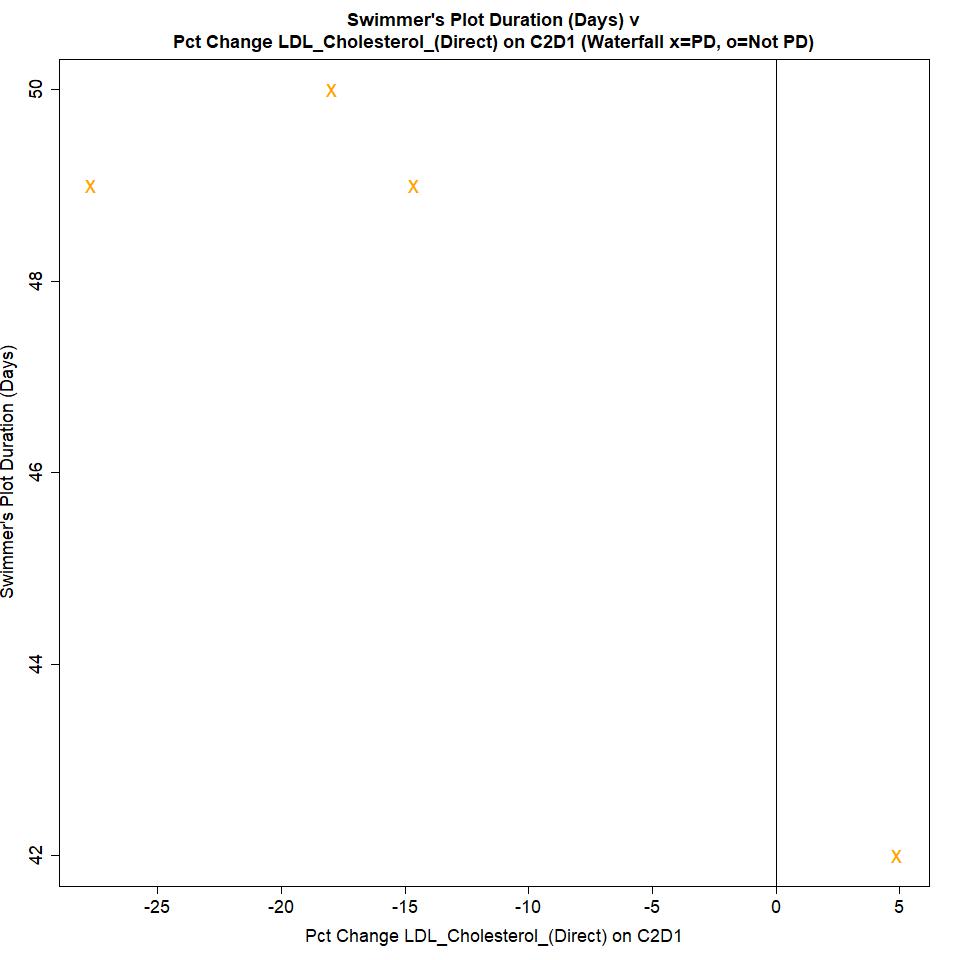 Swimmer's Plot Duration (Days) v
Pct Change LDL_Cholesterol_(Direct) on C2D1 (Waterfall x=PD, o=Not PD)
Swimmer's Plot Duration (Days)
50
48
46
44
42
X
X
X
X
-25
-20
-15
-10
-5
0
5
Pct Change LDL_Cholesterol_(Direct) on C2D1